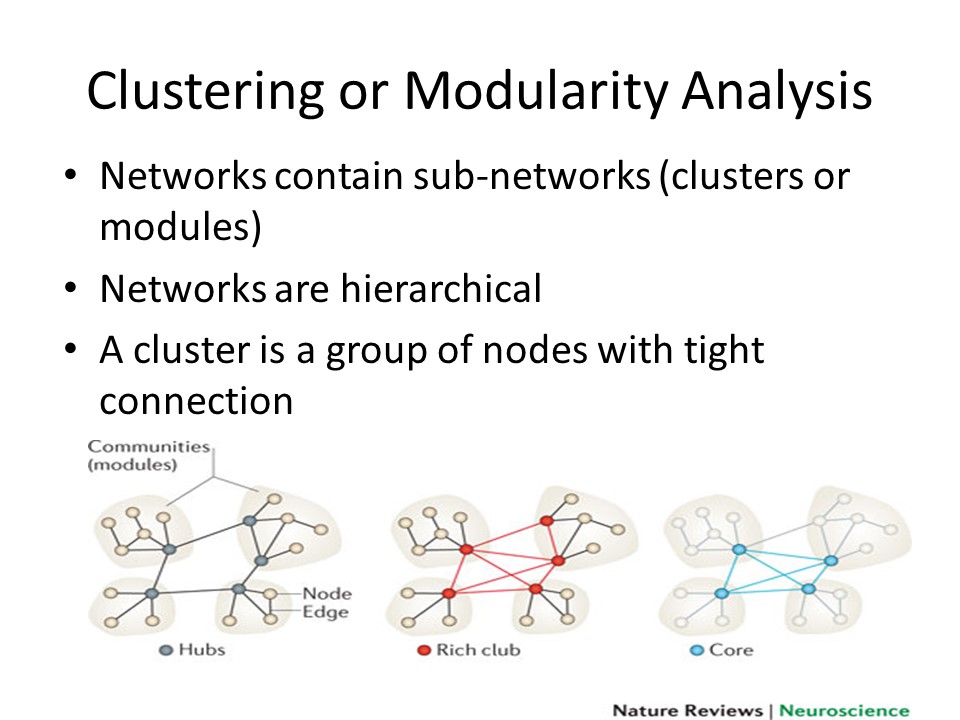 Clustering or Modularity Analysis
• Networks contain sub-networks (clusters or
modules)
• Networks are hierarchical
• A cluster is a group of nodes with tight
connection
Communities
(modules)
Node
Edge
Hubs
Rich club
Core
Nature Reviews | Neuroscience